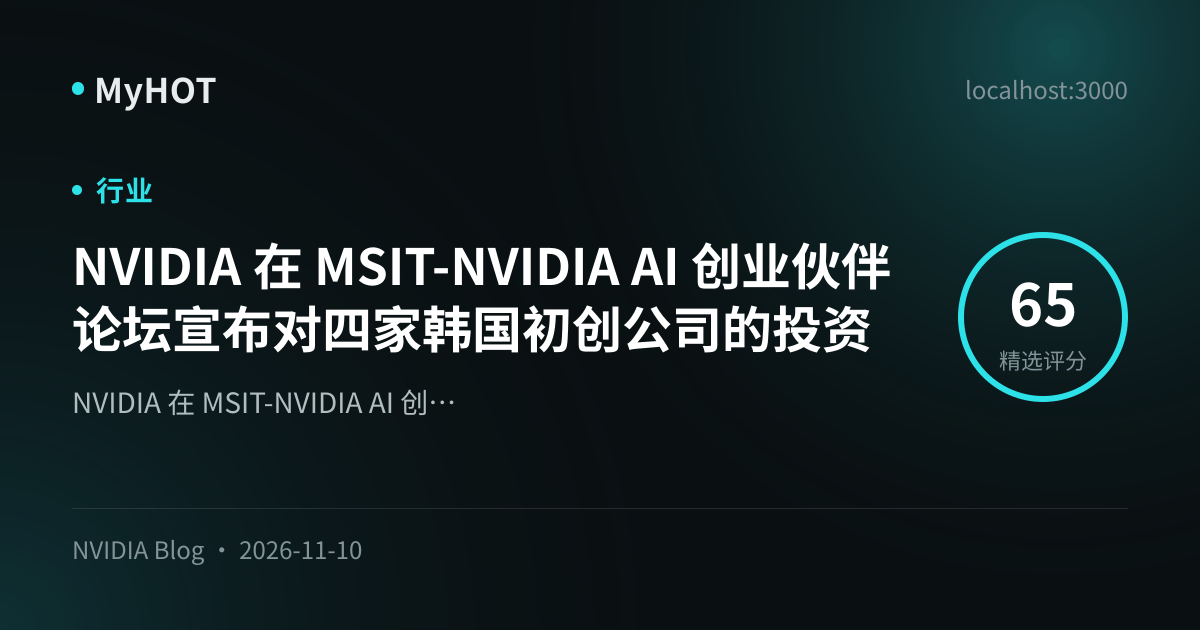 MyHOT
localhost:3000
行业
NVIDIA 在 MSIT-NVIDIA AI 创业伙伴
论坛宣布对四家韩国初创公司的投资
65
精选评分
NVIDIA 在 MSIT-NVIDIA AI 创…
NVIDIA Blog · 2026-11-10